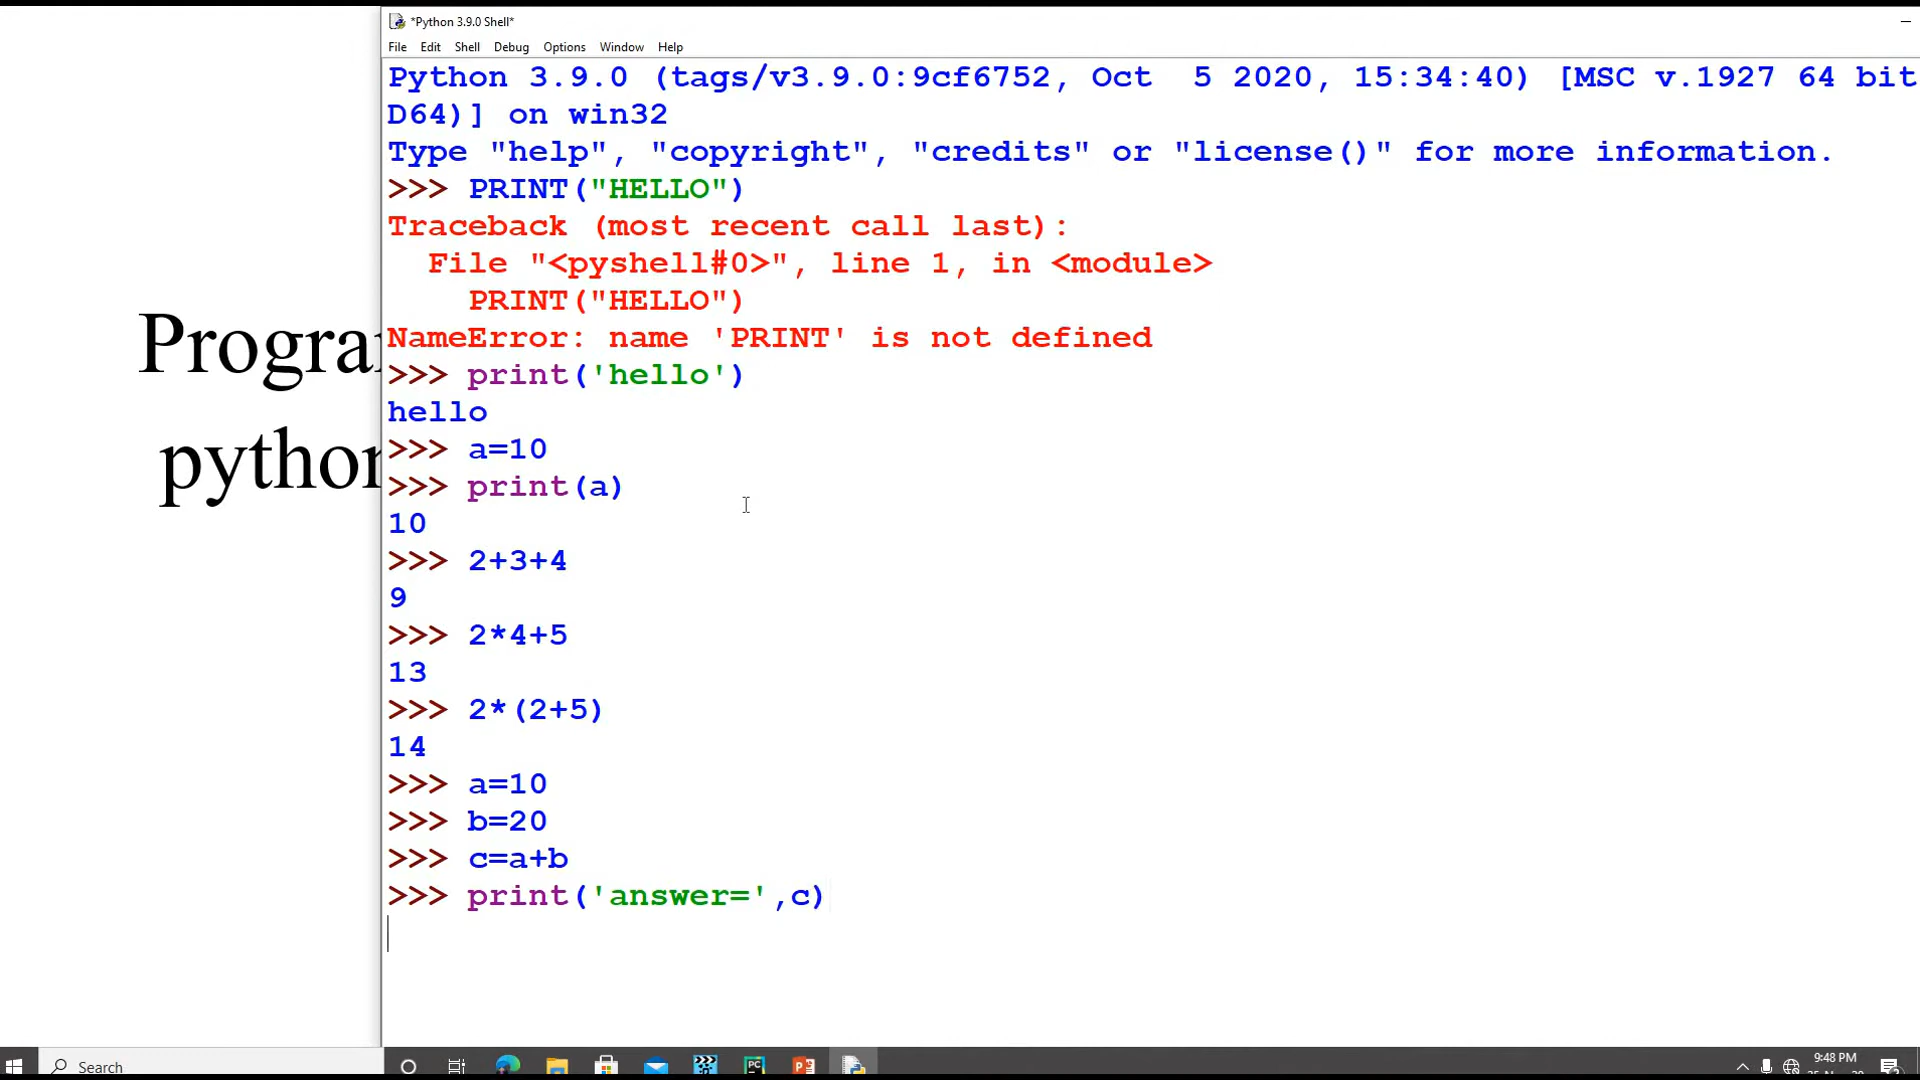 *Python 3.9.0 Shell*
File Edit Shell Debug Options Window Help
Python 3.9.0 (tags/v3.9.0:9cf6752, Oct  5 2020, 15:34:40) [MSC v.1927 64 bit
D64)] on win32
Type "help", "copyright", "credits" or "license()" for more information.
>>> PRINT("HELLO")
Traceback (most recent call last):
  File "<pyshell#0>", line 1, in <module>
    PRINT("HELLO")
NameError: name 'PRINT' is not defined
>>> print('hello')
hello
>>> a=10
>>> print(a)
10
>>> 2+3+4
9
>>> 2*4+5
13
>>> 2*(2+5)
14
>>> a=10
>>> b=20
>>> c=a+b
>>> print('answer=',c)
Progra
python
Search
9:48 PM